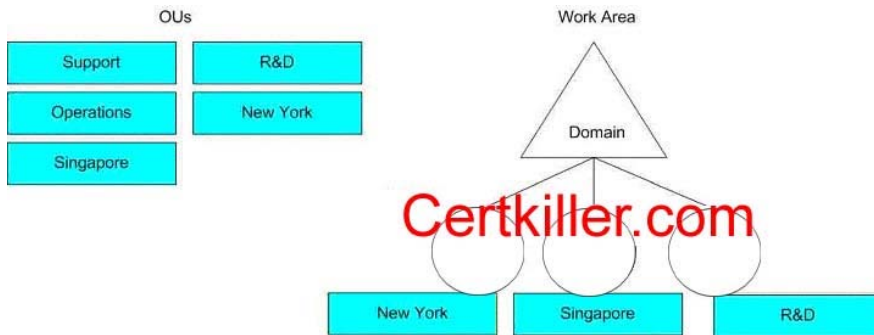 OUs
Work Area
Support
R&D
Operations
New York
Singapore
Domain
Certkiller.com
New York
Singapore
R&D